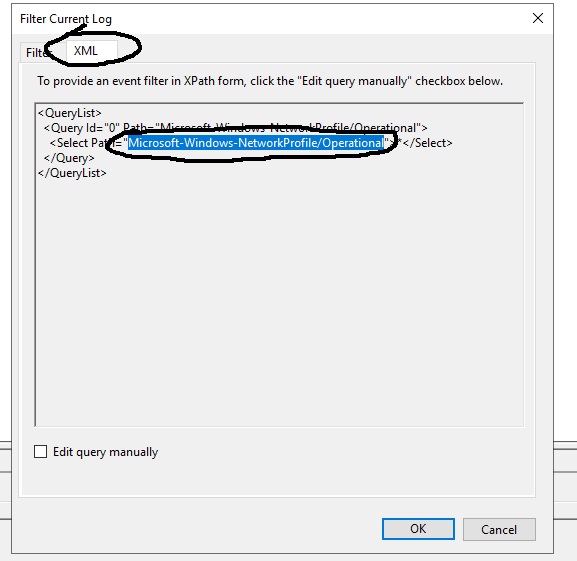 Filter Current Log
Filter XML
To provide an event filter in XPath form, click the "Edit query manually" checkbox below.
<QueryList>
<Query Id="0" Path="Microsoft-Windows-NetworkProfile/Operational">
<Select Path="Microsoft-Windows-NetworkProfile/Operational">*</Select>
</Query>
</QueryList>
Edit query manually
OK Cancel